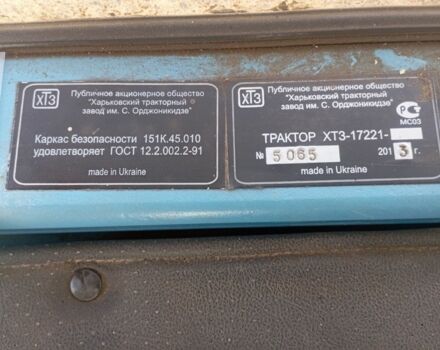 ХТЗ
Публичное акционерное общество
"Харьковский тракторный
завод им. С. Орджоникидзе"
Каркас безопасности 151К.45.010
удовлетворяет ГОСТ 12.2.002.2-91
made in Ukraine
ХТЗ
Публичное акционерное общество
"Харьковский тракторный
завод им. С. Орджоникидзе"
МС03
ТРАКТОР ХТЗ-17221-
№ 5065 2013 г.
made in Ukraine